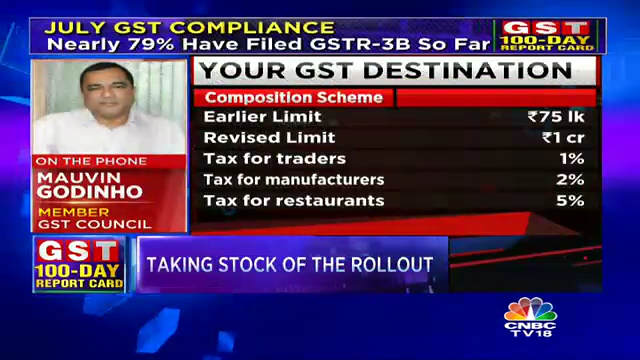 JULY GST COMPLIANCE
Nearly 79% Have Filed GSTR-3B So Far
GST
100-DAY
REPORT CARD
YOUR GST DESTINATION
Composition Scheme
Earlier Limit ₹75 lk
Revised Limit ₹1 cr
Tax for traders 1%
Tax for manufacturers 2%
Tax for restaurants 5%
ON THE PHONE
MAUVIN
GODINHO
MEMBER
GST COUNCIL
GST
100-DAY
REPORT CARD
TAKING STOCK OF THE ROLLOUT
CNBC
TV18